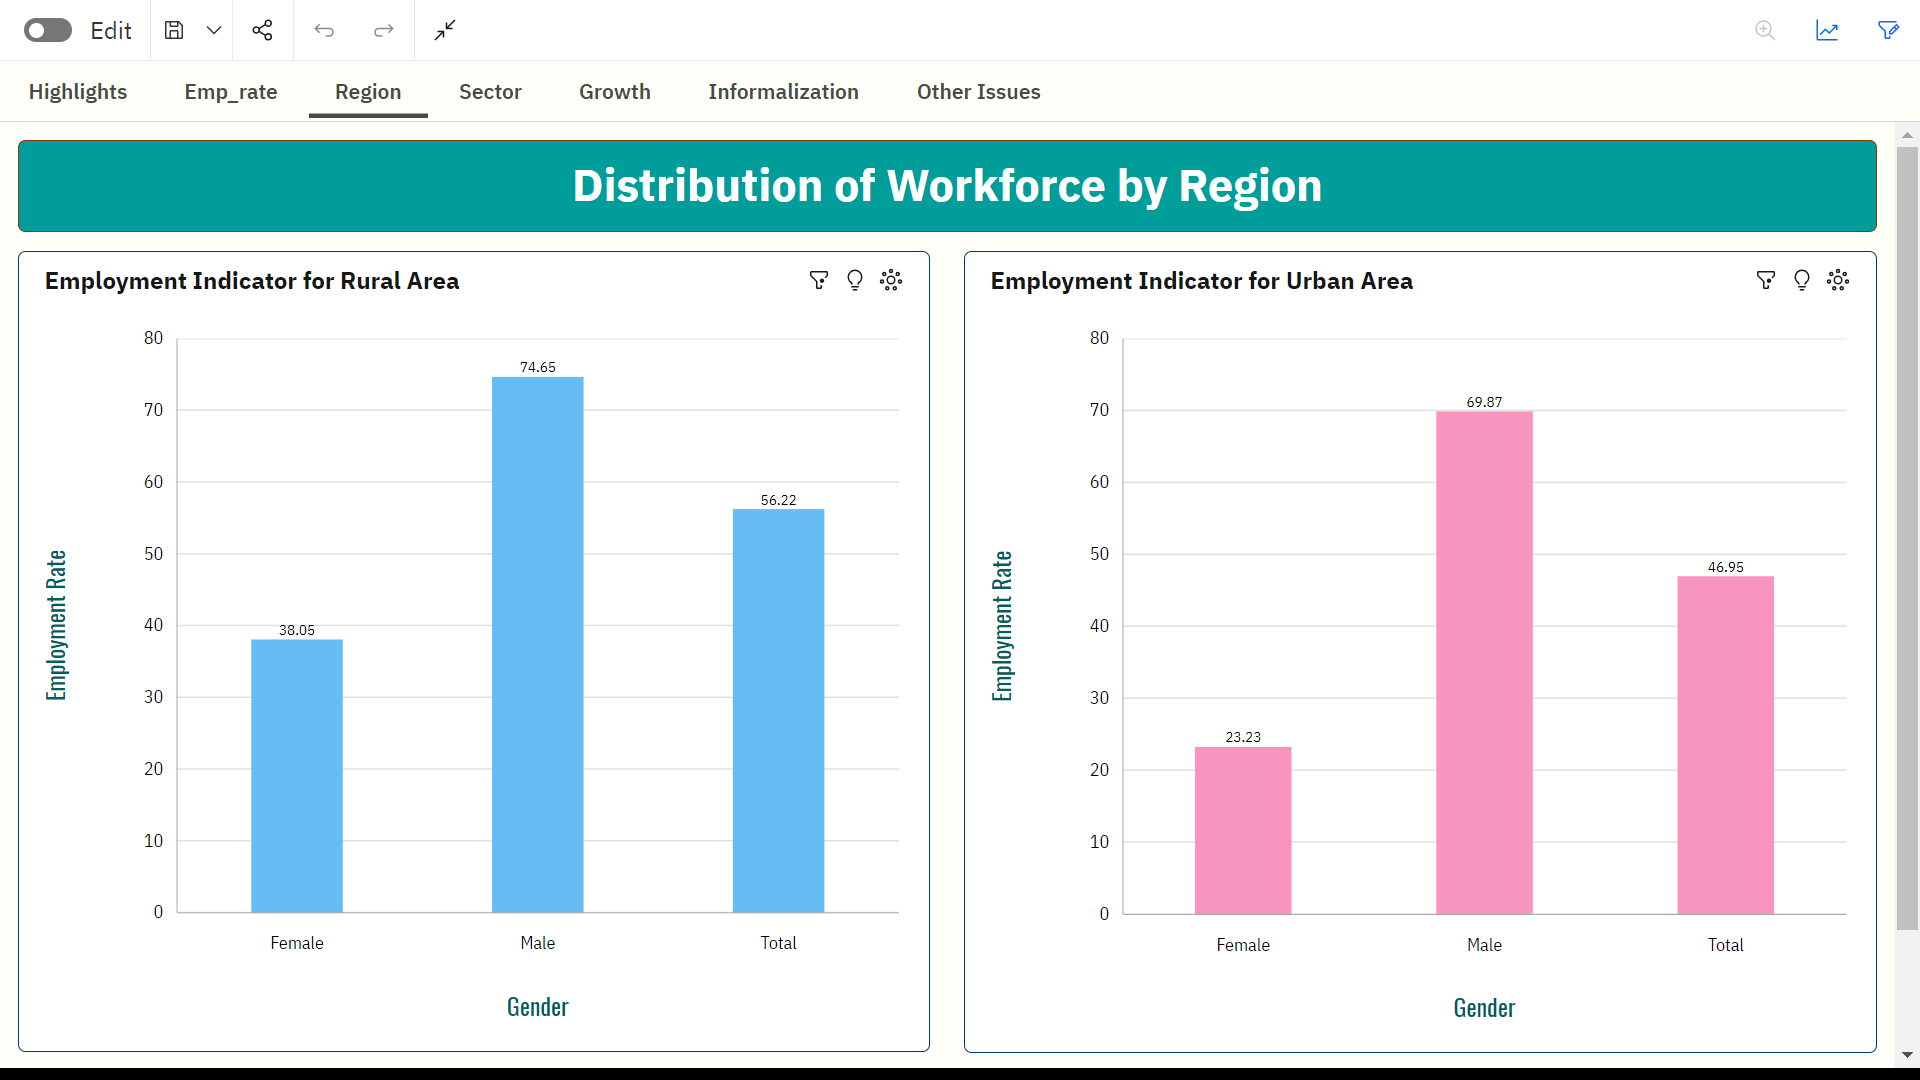 Edit
Highlights Emp_rate Region Sector Growth Informalization Other Issues
Distribution of Workforce by Region
Employment Indicator for Rural Area
80
70
60
50
40
30
20
10
0
Employment Rate
38.05
74.65
56.22
Female Male Total
Gender
Employment Indicator for Urban Area
80
70
60
50
40
30
20
10
0
Employment Rate
23.23
69.87
46.95
Female Male Total
Gender